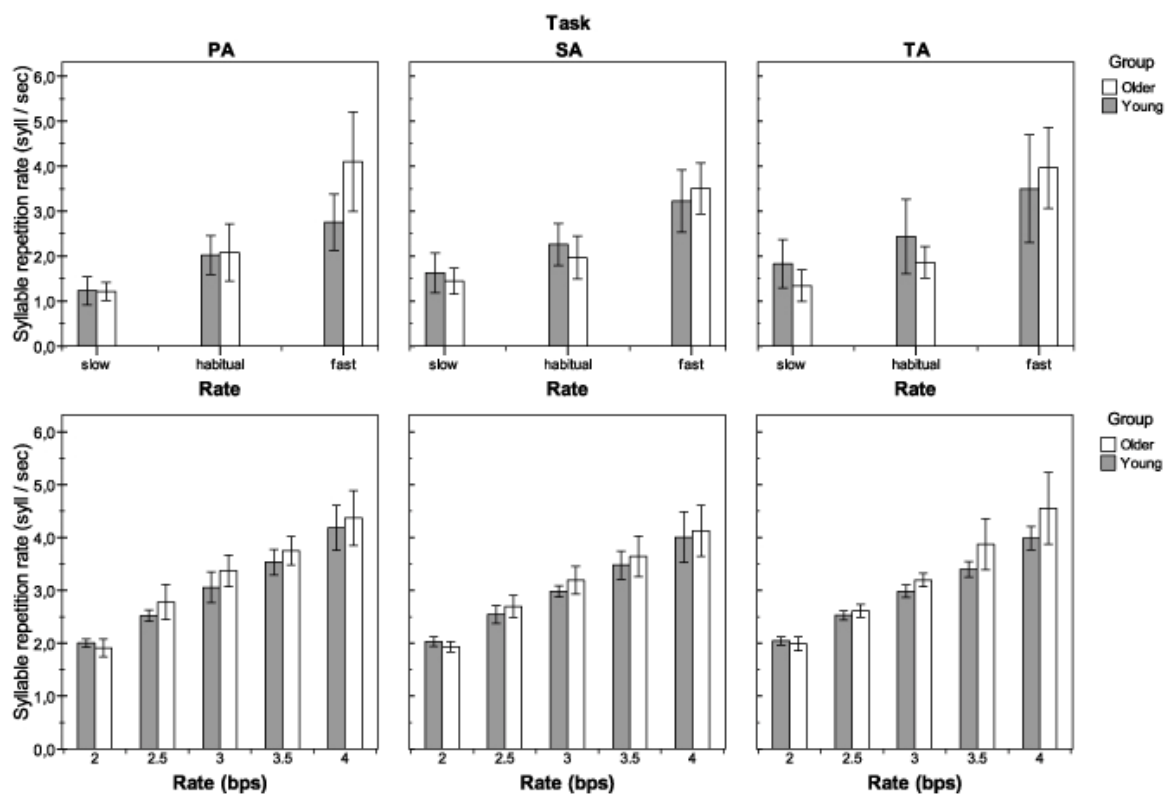 Task
PA SA TA
Syllable repetition rate (syll / sec)
6,0
5,0
4,0
3,0
2,0
1,0
0,0
slow habitual fast slow habitual fast slow habitual fast
Rate Rate Rate
Group
Older
Young
Syllable repetition rate (syll / sec)
6,0
5,0
4,0
3,0
2,0
1,0
0,0
2 2.5 3 3.5 4 2 2.5 3 3.5 4 2 2.5 3 3.5 4
Rate (bps) Rate (bps) Rate (bps)
Group
Older
Young